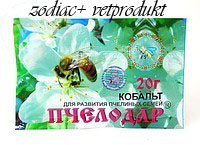 zodiac+ vetprodukt
20г
КОБАЛЬТ
ДЛЯ РАЗВИТИЯ ПЧЕЛИНЫХ СЕМЕЙ
ПЧЕЛОДАР